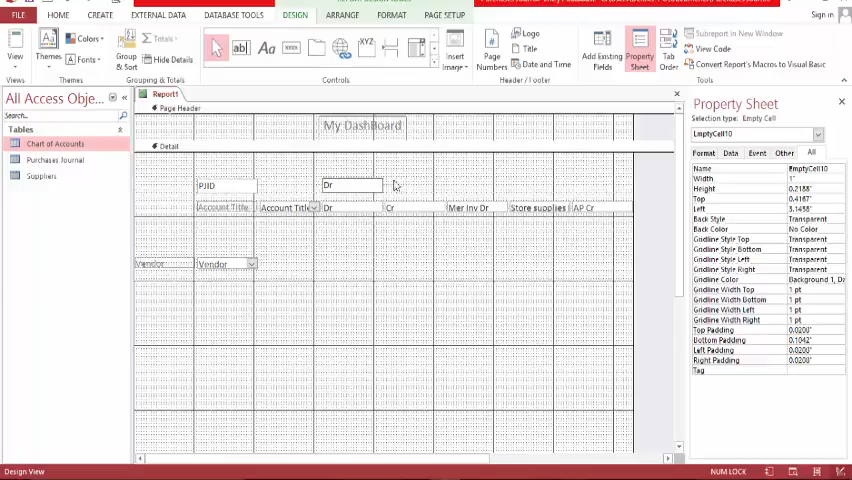 FILE HOME CREATE EXTERNAL DATA DATABASE TOOLS DESIGN ARRANGE FORMAT PAGE SETUP Sign in
Colors Totals Logo Subreport in New Window
ab Aa XXXX XYZ Title View Code
View Themes Fonts Group & Sort Hide Details Insert Image Page Numbers Date and Time Add Existing Fields Property Sheet Tab Order Convert Report's Macros to Visual Basic
Views Themes Grouping & Totals Controls Header / Footer Tools
All Access Obje...
Search...
Tables
Chart of Accounts
Purchases Journal
Suppliers
Report1
Page Header
My DashBoard
Detail
PJID Dr
Account Title Account Title Dr Cr Mer Inv Dr Store supplies AP Cr
Vendor Vendor
Property Sheet
Selection type: Empty Cell
EmptyCell10
Format Data Event Other All
Name EmptyCell10
Width 1"
Height 0.2188"
Top 0.4167"
Left 3.1458"
Back Style Transparent
Back Color No Color
Gridline Style Top Transparent
Gridline Style Bottom Transparent
Gridline Style Left Transparent
Gridline Style Right Transparent
Gridline Color Background 1, Da
Gridline Width Top 1 pt
Gridline Width Bottom 1 pt
Gridline Width Left 1 pt
Gridline Width Right 1 pt
Top Padding 0.0208"
Bottom Padding 0.1042"
Left Padding 0.0208"
Right Padding 0.0208"
Tag
Design View NUM LOCK